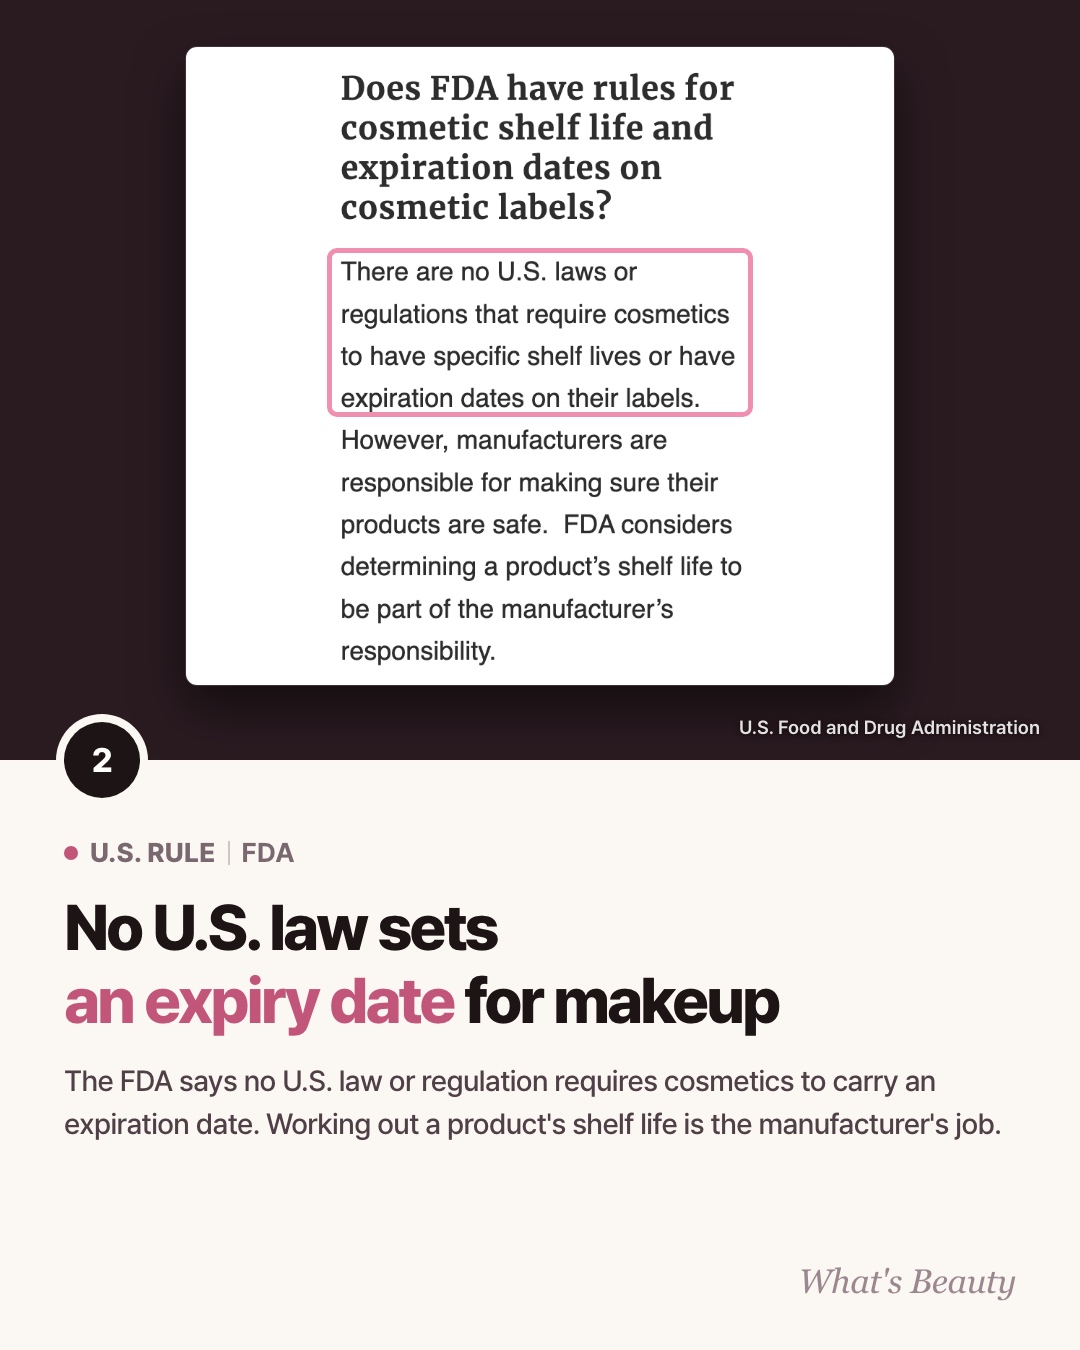 Does FDA have rules for
cosmetic shelf life and
expiration dates on
cosmetic labels?
There are no U.S. laws or
regulations that require cosmetics
to have specific shelf lives or have
expiration dates on their labels.
However, manufacturers are
responsible for making sure their
products are safe.  FDA considers
determining a product’s shelf life to
be part of the manufacturer’s
responsibility.
U.S. Food and Drug Administration
2
U.S. RULE | FDA
No U.S. law sets
an expiry date for makeup
The FDA says no U.S. law or regulation requires cosmetics to carry an
expiration date. Working out a product's shelf life is the manufacturer's job.
What's Beauty